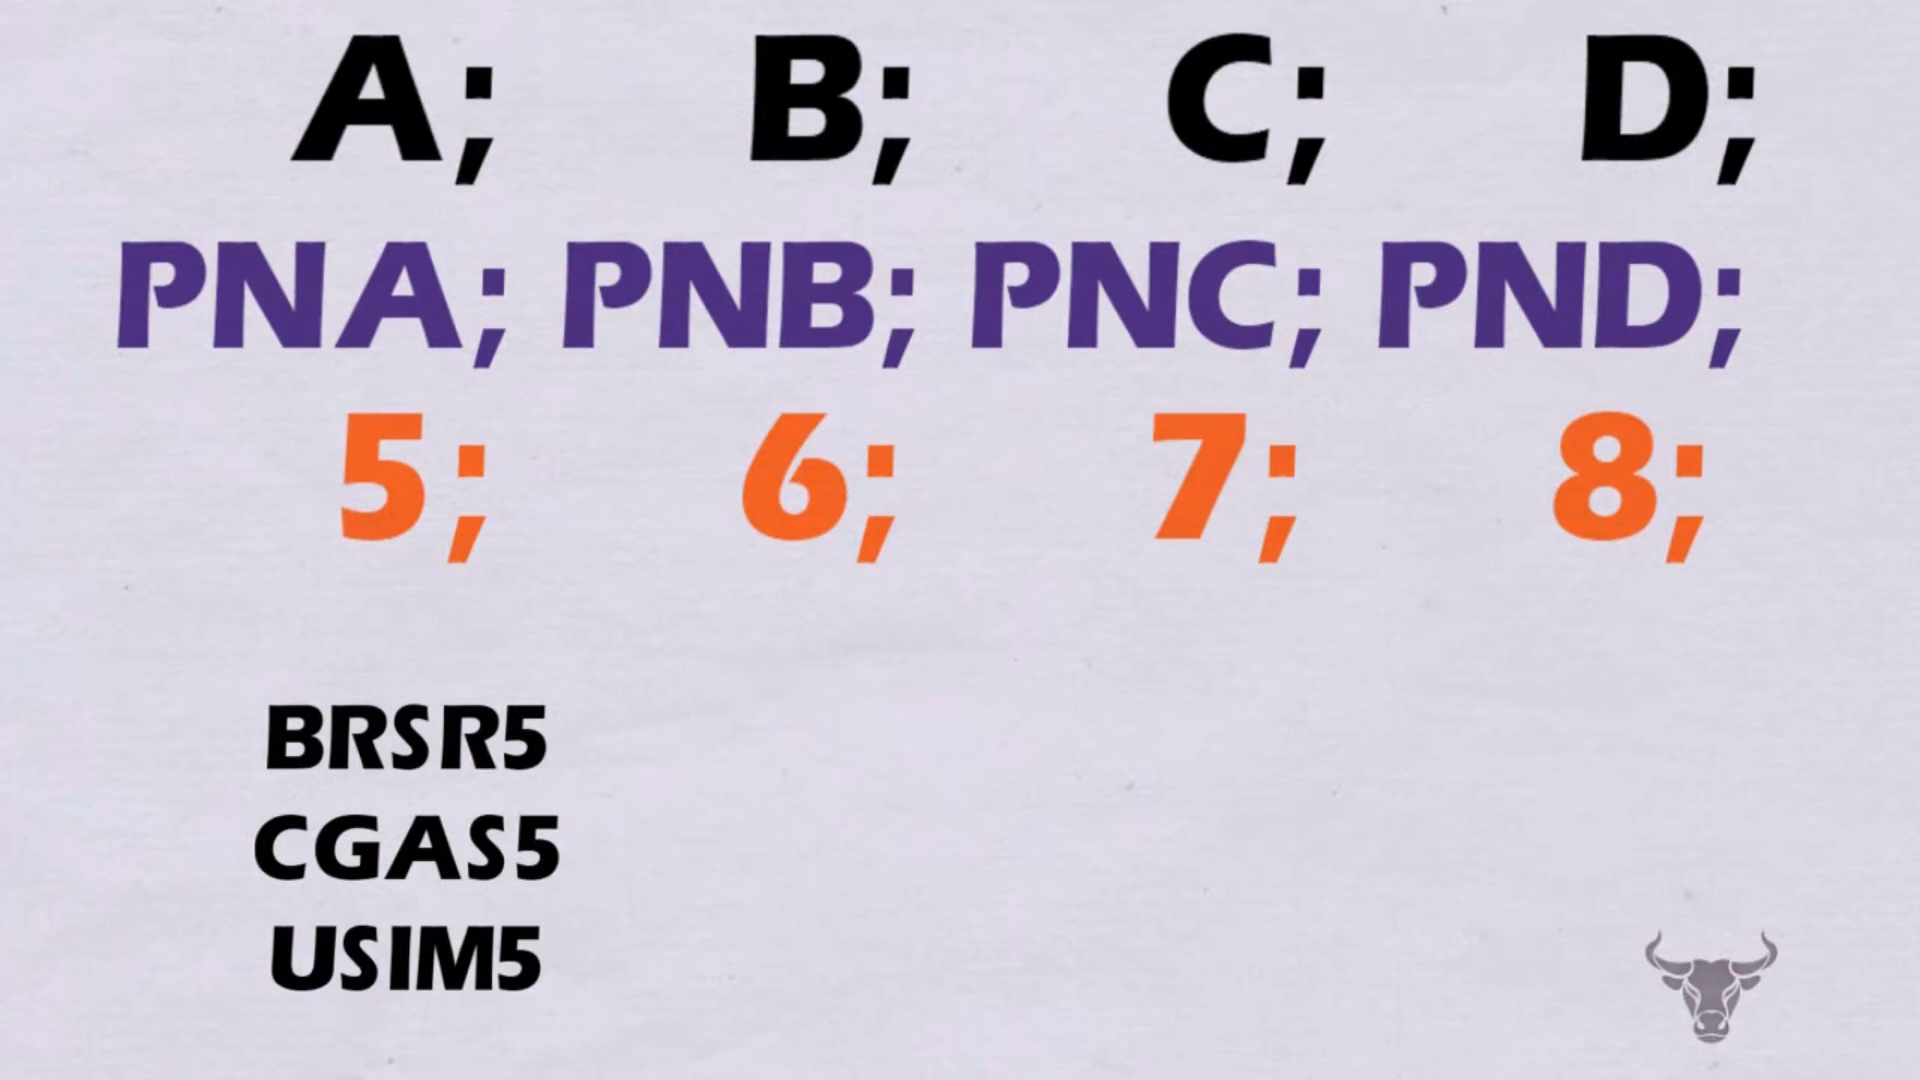 A; B; C; D;
PNA; PNB; PNC; PND;
5; 6; 7; 8;
BRSR5
CGAS5
USIM5